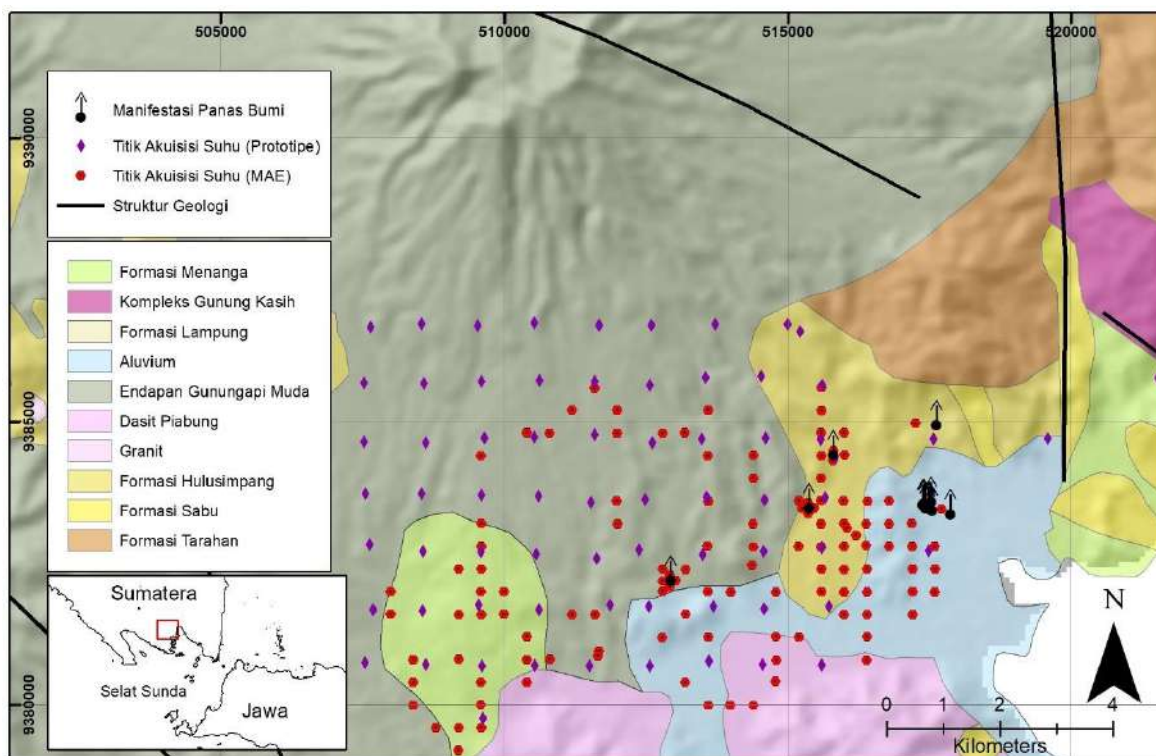 505000
510000
515000
520000
9390000
9385000
9380000
Manifestasi Panas Bumi
Titik Akuisisi Suhu (Prototipe)
Titik Akuisisi Suhu (MAE)
Struktur Geologi
Formasi Menanga
Kompleks Gunung Kasih
Formasi Lampung
Aluvium
Endapan Gunungapi Muda
Dasit Piabung
Granit
Formasi Hulusimpang
Formasi Sabu
Formasi Tarahan
Sumatera
Selat Sunda
Jawa
N
0 1 2 4
Kilometers